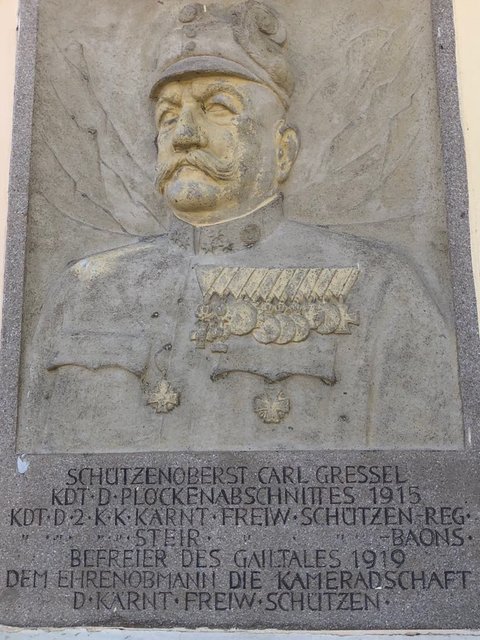 SCHÜTZENOBERST CARL GRESSEL
KDT·D·PLÖCKENABSCHNITTES 1915
KDT·D·2·K·K·KÄRNT·FREIW·SCHÜTZEN-REG·
" " " " " STEIR· " " -BAONS·
BEFREIER DES GAILTALES 1919
DEM EHRENOBMANN DIE KAMERADSCHAFT
D·KÄRNT·FREIW·SCHÜTZEN·